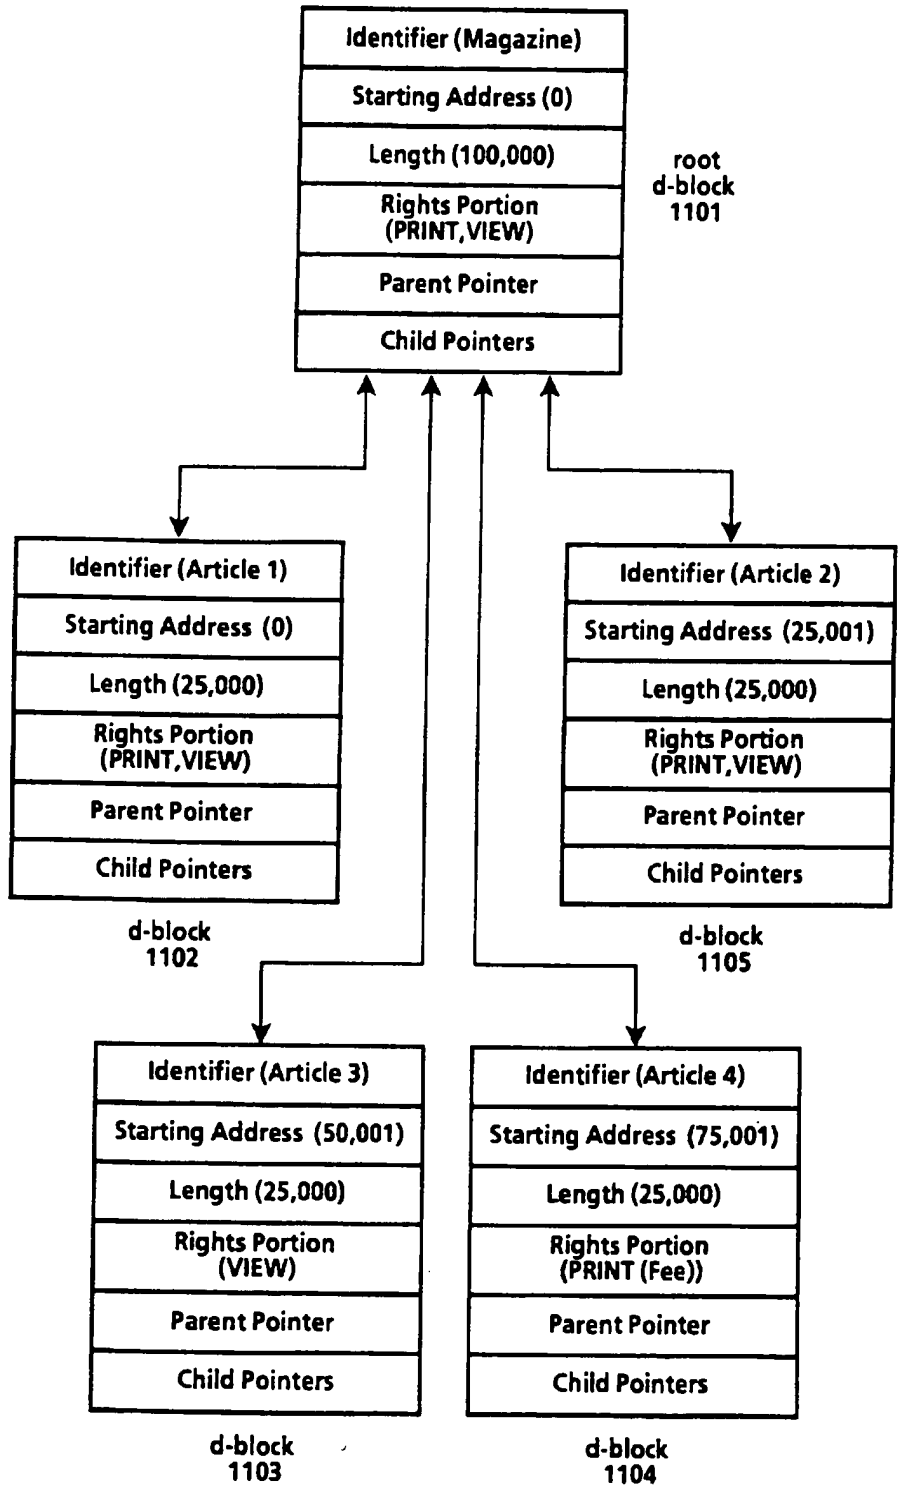 Identifier (Magazine)
Starting Address (0)
Length (100,000)
Rights Portion
(PRINT,VIEW)
Parent Pointer
Child Pointers
root
d-block
1101
Identifier (Article 1)
Starting Address (0)
Length (25,000)
Rights Portion
(PRINT,VIEW)
Parent Pointer
Child Pointers
d-block
1102
Identifier (Article 2)
Starting Address (25,001)
Length (25,000)
Rights Portion
(PRINT,VIEW)
Parent Pointer
Child Pointers
d-block
1105
Identifier (Article 3)
Starting Address (50,001)
Length (25,000)
Rights Portion
(VIEW)
Parent Pointer
Child Pointers
d-block
1103
Identifier (Article 4)
Starting Address (75,001)
Length (25,000)
Rights Portion
(PRINT (Fee))
Parent Pointer
Child Pointers
d-block
1104